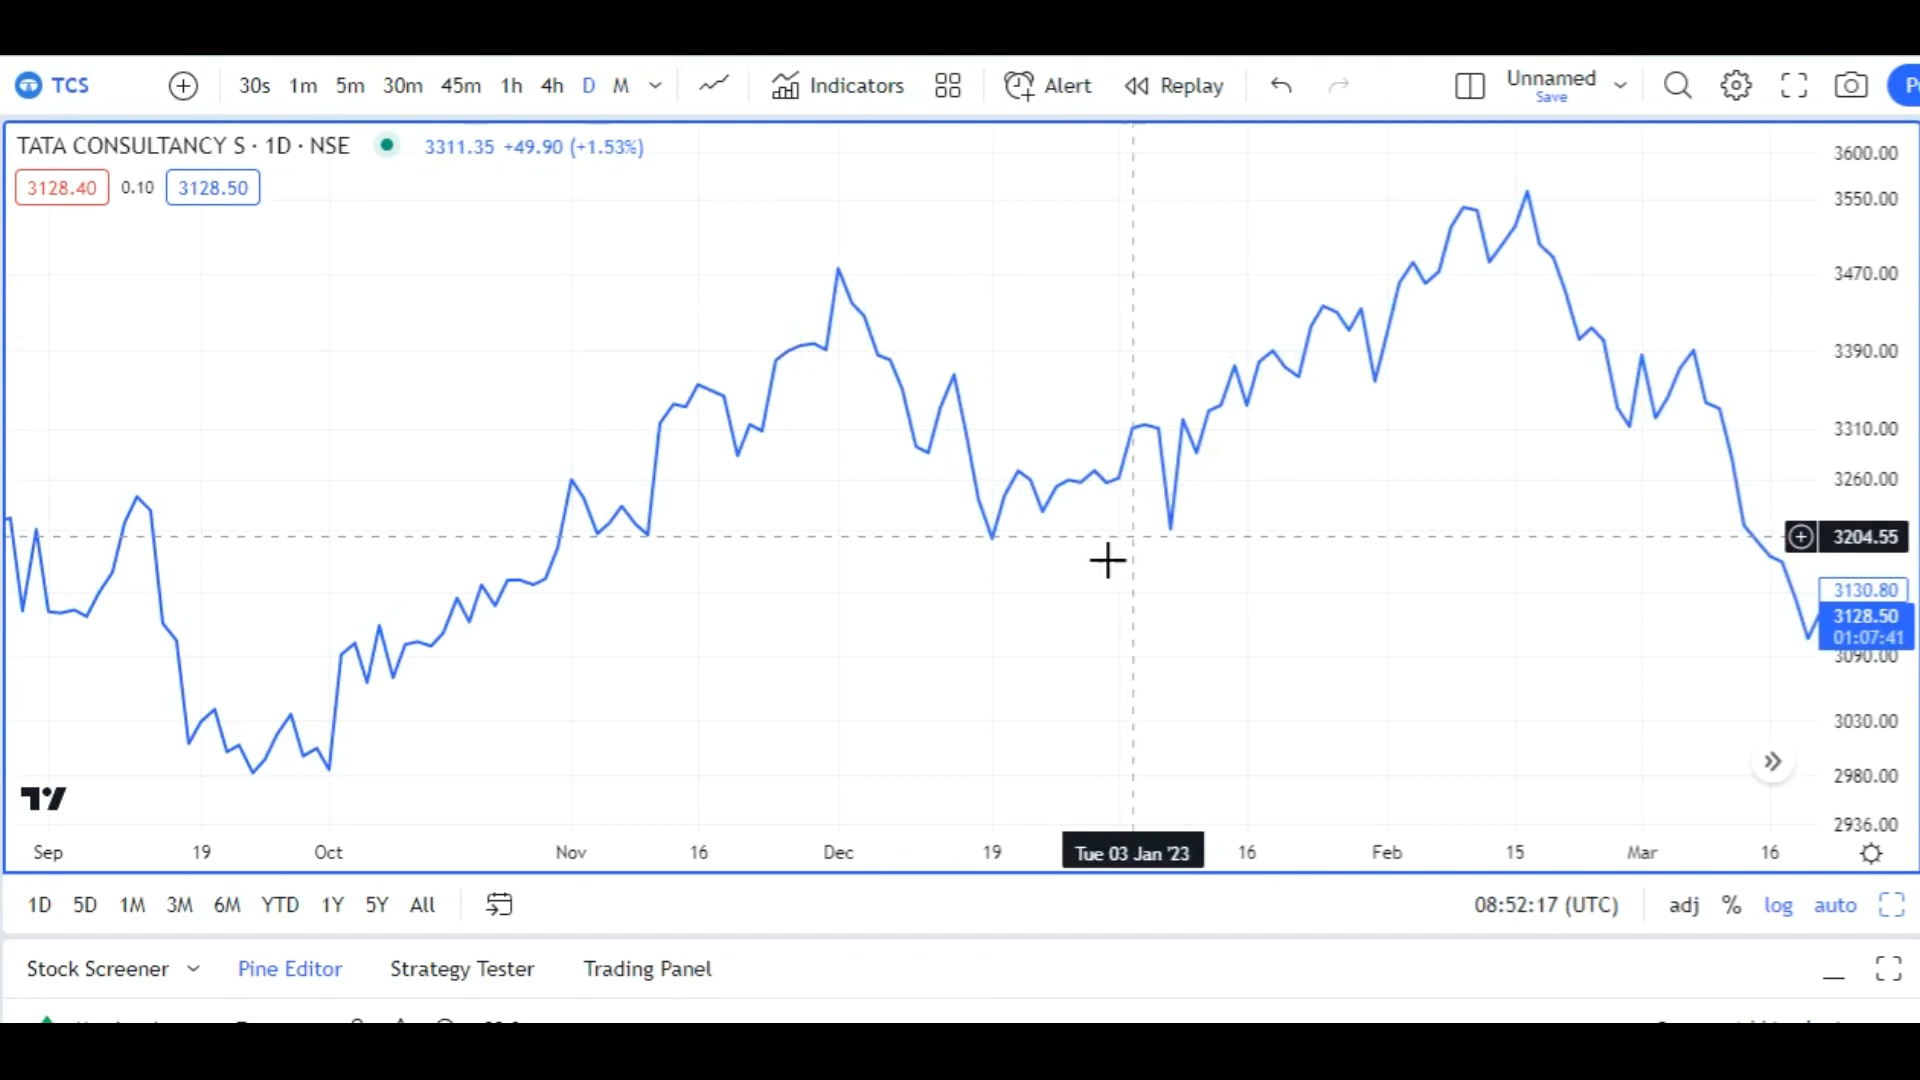 TCS 30s 1m 5m 30m 45m 1h 4h D M Indicators Alert Replay Unnamed
Save
TATA CONSULTANCY S · 1D · NSE 3311.35 +49.90 (+1.53%)
3128.40 0.10 3128.50
3600.00
3550.00
3470.00
3390.00
3310.00
3260.00
3204.55
3130.80
3128.50
01:07:41
3090.00
3030.00
2980.00
2936.00
Sep 19 Oct Nov 16 Dec 19 Tue 03 Jan '23 16 Feb 15 Mar 16
1D 5D 1M 3M 6M YTD 1Y 5Y All 08:52:17 (UTC) adj % log auto
Stock Screener Pine Editor Strategy Tester Trading Panel